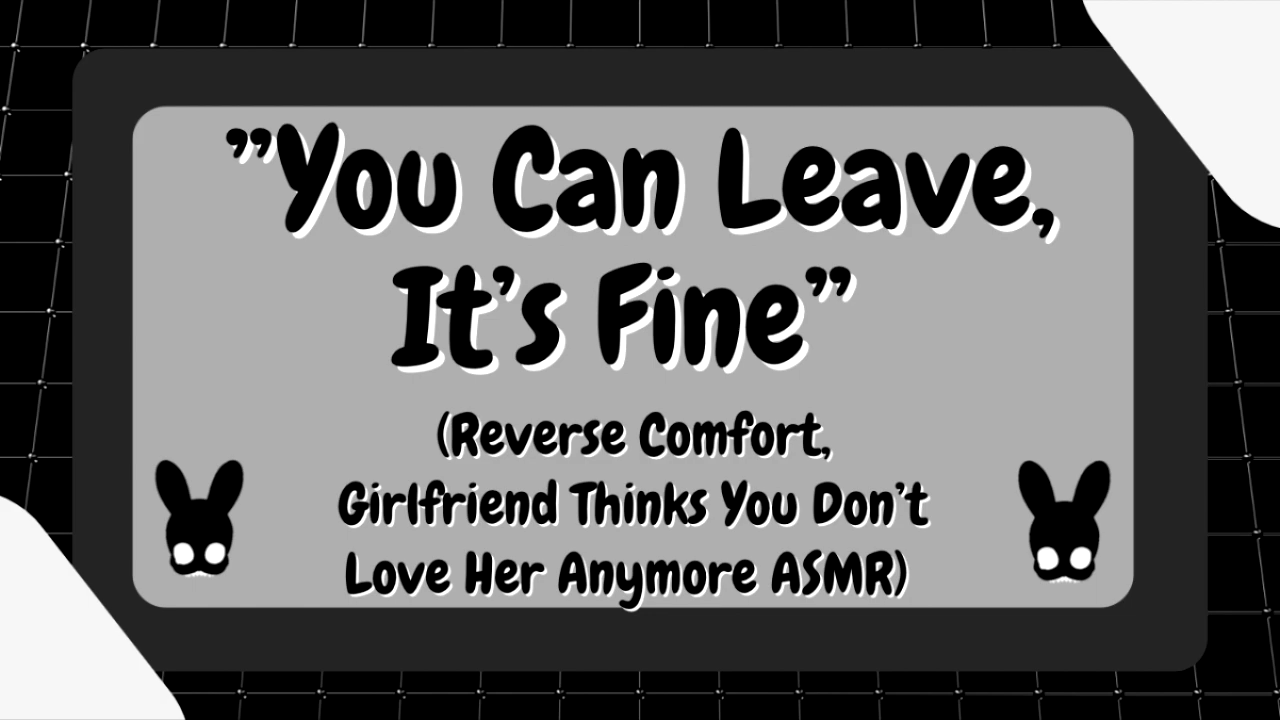 ”You Can Leave,
It’s Fine”
(Reverse Comfort,
Girlfriend Thinks You Don’t
Love Her Anymore ASMR)